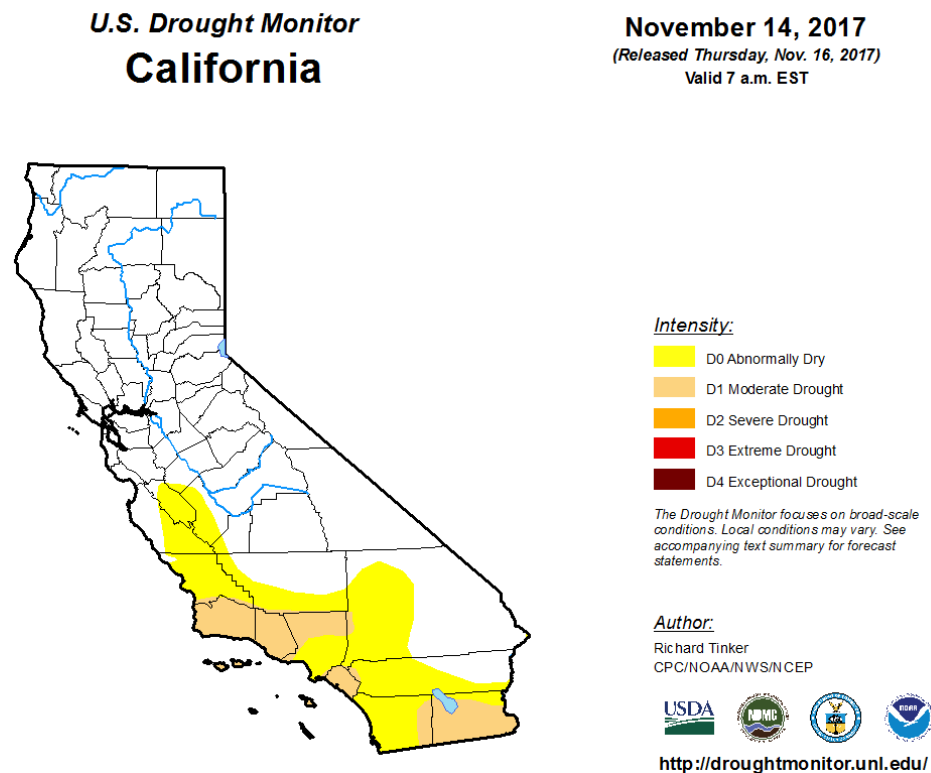 U.S. Drought Monitor
California
November 14, 2017
(Released Thursday, Nov. 16, 2017)
Valid 7 a.m. EST
Intensity:
D0 Abnormally Dry
D1 Moderate Drought
D2 Severe Drought
D3 Extreme Drought
D4 Exceptional Drought
The Drought Monitor focuses on broad-scale
conditions. Local conditions may vary. See
accompanying text summary for forecast
statements.
Author:
Richard Tinker
CPC/NOAA/NWS/NCEP
USDA
NDMC
NOAA
http://droughtmonitor.unl.edu/